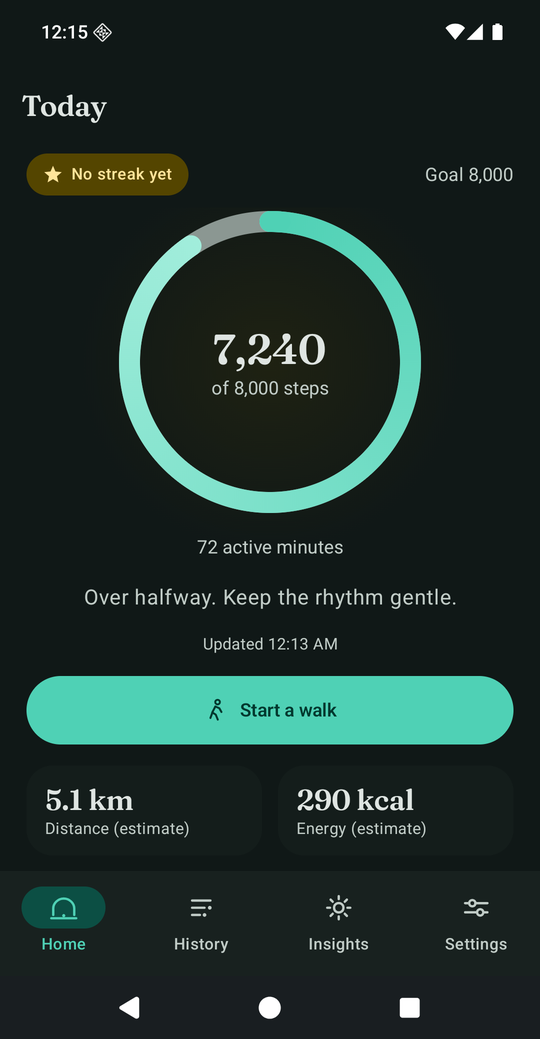 12:15
Today
No streak yet
Goal 8,000
7,240
of 8,000 steps
72 active minutes
Over halfway. Keep the rhythm gentle.
Updated 12:13 AM
Start a walk
5.1 km
Distance (estimate)
290 kcal
Energy (estimate)
Home
History
Insights
Settings